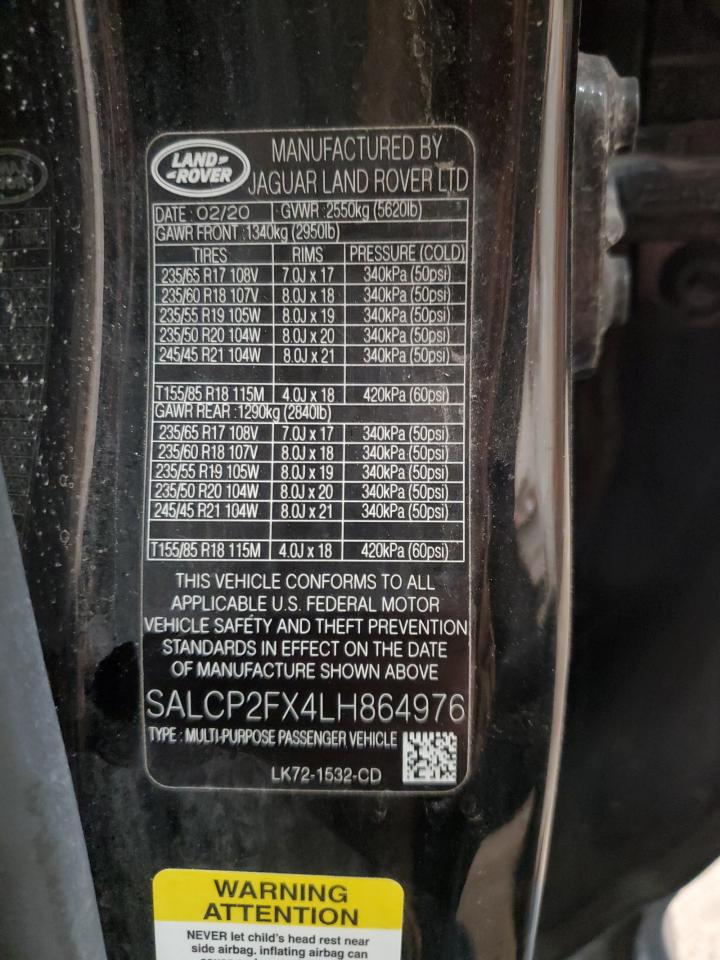 LAND-
ROVER
MANUFACTURED BY
JAGUAR LAND ROVER LTD
DATE : 02/20 GVWR : 2550kg (5620lb)
GAWR FRONT : 1340kg (2950lb)
TIRES RIMS PRESSURE (COLD)
235/65 R17 108V 7.0J x 17 340kPa (50psi)
235/60 R18 107V 8.0J x 18 340kPa (50psi)
235/55 R19 105W 8.0J x 19 340kPa (50psi)
235/50 R20 104W 8.0J x 20 340kPa (50psi)
245/45 R21 104W 8.0J x 21 340kPa (50psi)
T155/85 R18 115M 4.0J x 18 420kPa (60psi)
GAWR REAR : 1290kg (2840lb)
235/65 R17 108V 7.0J x 17 340kPa (50psi)
235/60 R18 107V 8.0J x 18 340kPa (50psi)
235/55 R19 105W 8.0J x 19 340kPa (50psi)
235/50 R20 104W 8.0J x 20 340kPa (50psi)
245/45 R21 104W 8.0J x 21 340kPa (50psi)
T155/85 R18 115M 4.0J x 18 420kPa (60psi)
THIS VEHICLE CONFORMS TO ALL
APPLICABLE U.S. FEDERAL MOTOR
VEHICLE SAFETY AND THEFT PREVENTION
STANDARDS IN EFFECT ON THE DATE
OF MANUFACTURE SHOWN ABOVE
SALCP2FX4LH864976
TYPE : MULTI-PURPOSE PASSENGER VEHICLE
LK72-1532-CD
WARNING
ATTENTION
NEVER let child's head rest near
side airbag. inflating airbag can